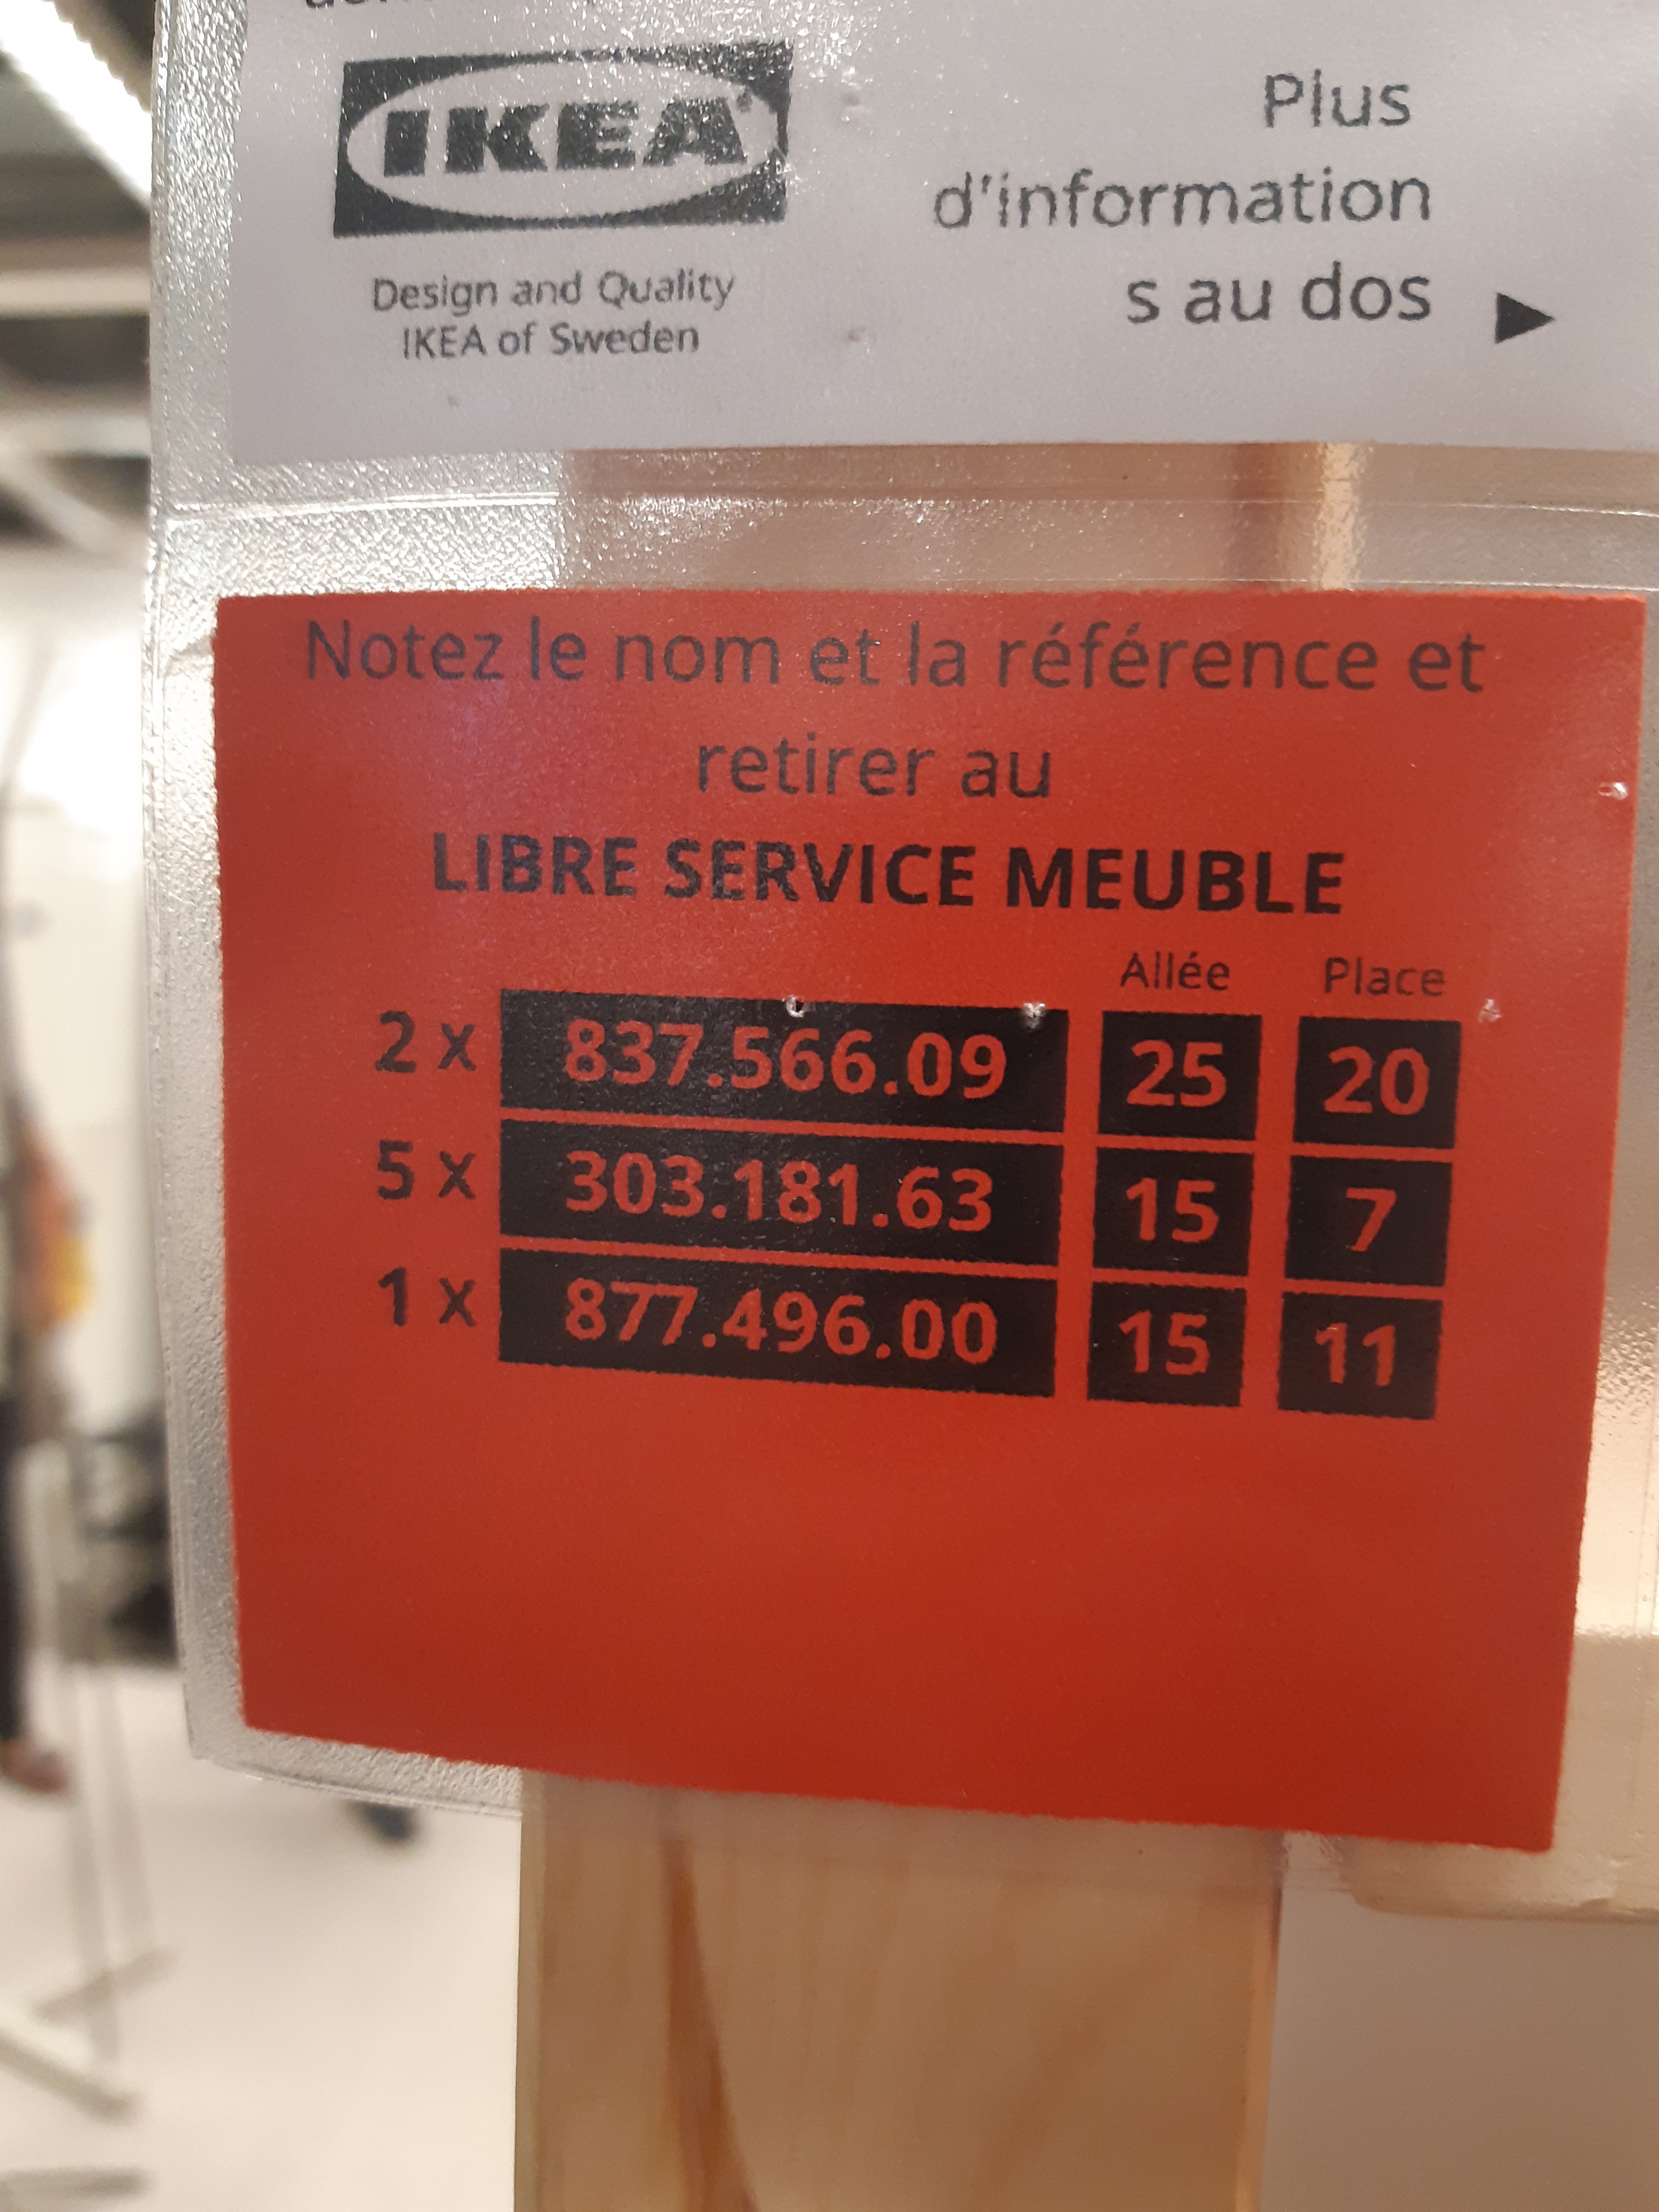 IKEA
Design and Quality
IKEA of Sweden
Plus
d'information
s au dos ▶
Notez le nom et la référence et
retirer au
LIBRE SERVICE MEUBLE
Allée Place
2 x 837.566.09 25 20
5 x 303.181.63 15 7
1 x 877.496.00 15 11